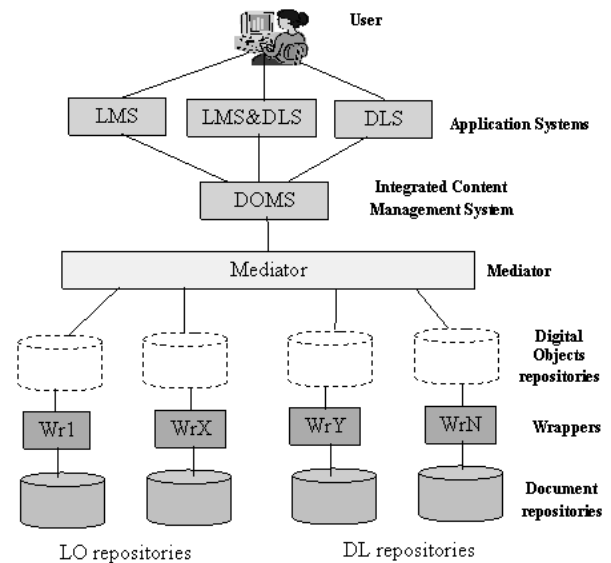 User
LMS
LMS&DLS
DLS
Application Systems
DOMS
Integrated Content
Management System
Mediator
Mediator
Digital
Objects
repositories
Wr1
WrX
WrY
WrN
Wrappers
Document
repositories
LO repositories
DL repositories